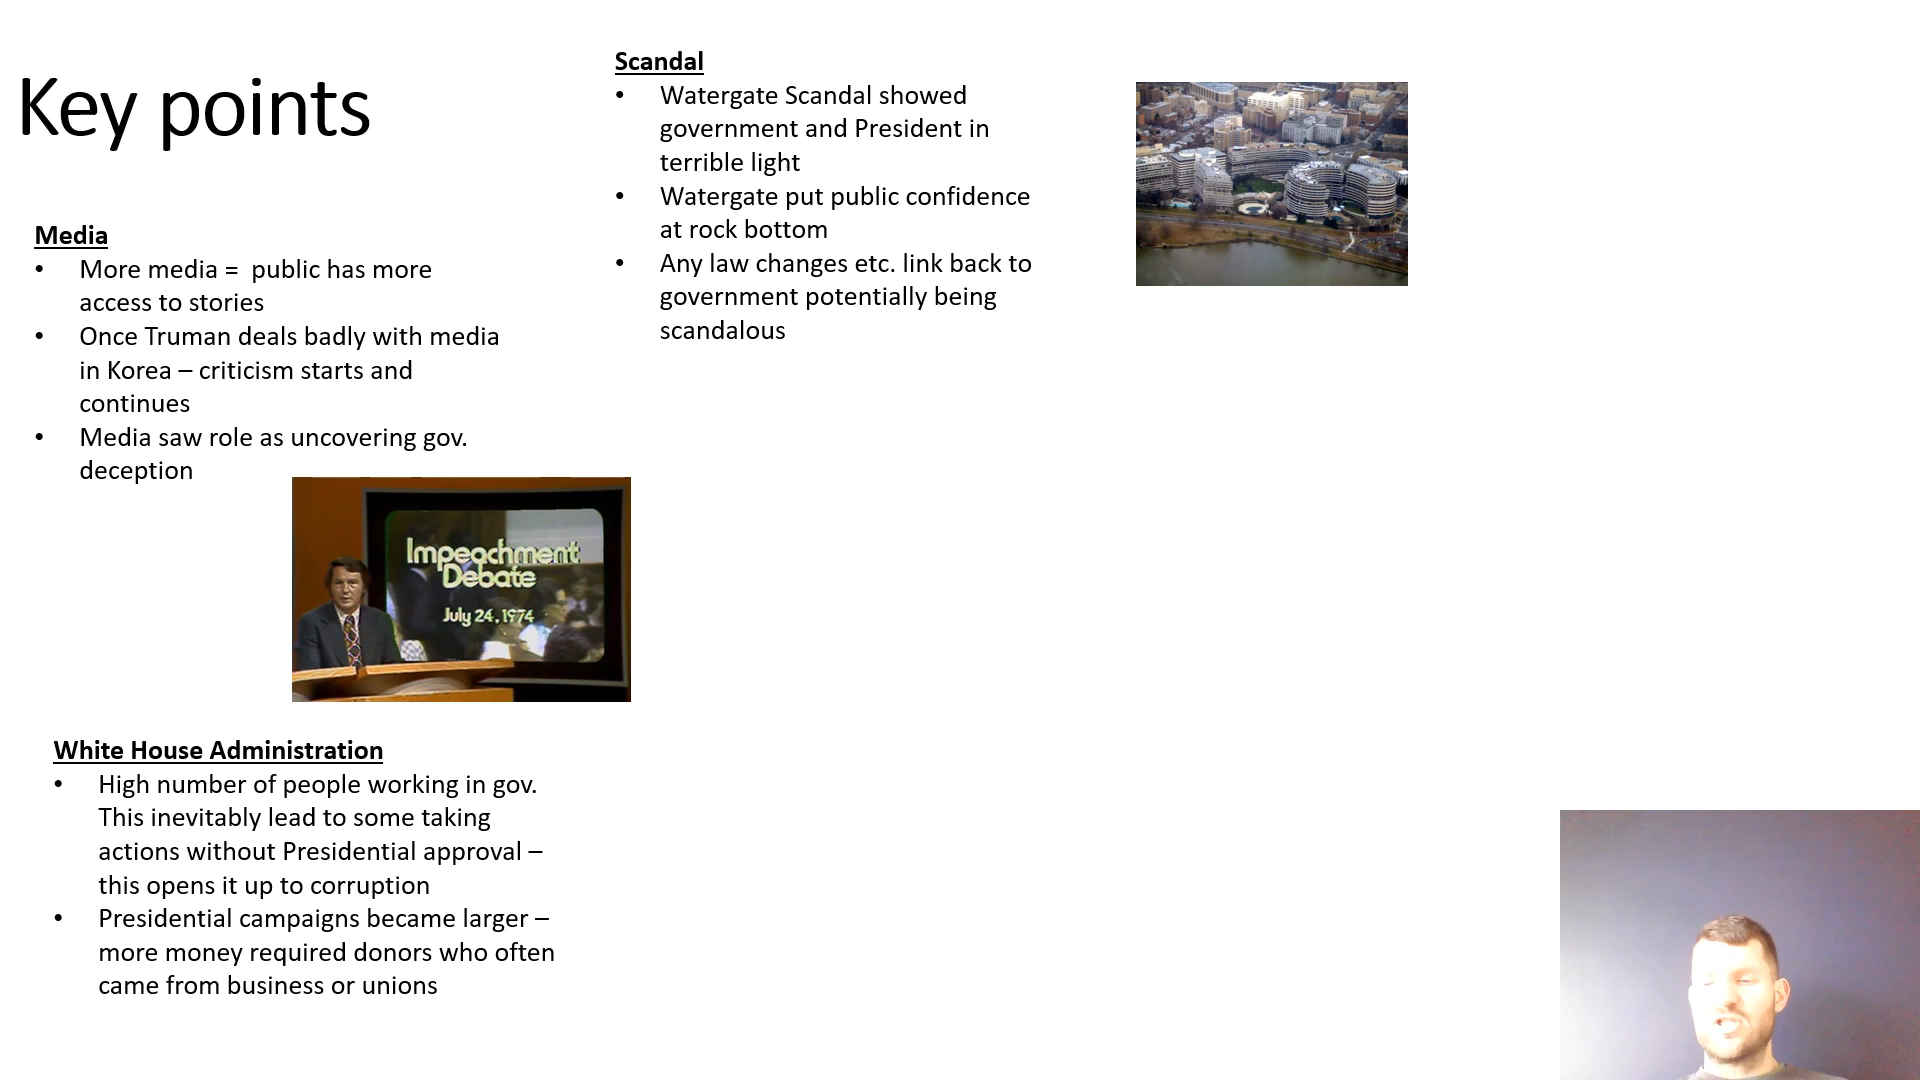 Key points
Media
• More media =  public has more
access to stories
• Once Truman deals badly with media
in Korea – criticism starts and
continues
• Media saw role as uncovering gov.
deception
Impeachment
Debate
July 24, 1974
White House Administration
• High number of people working in gov.
This inevitably lead to some taking
actions without Presidential approval –
this opens it up to corruption
• Presidential campaigns became larger –
more money required donors who often
came from business or unions
Scandal
• Watergate Scandal showed
government and President in
terrible light
• Watergate put public confidence
at rock bottom
• Any law changes etc. link back to
government potentially being
scandalous